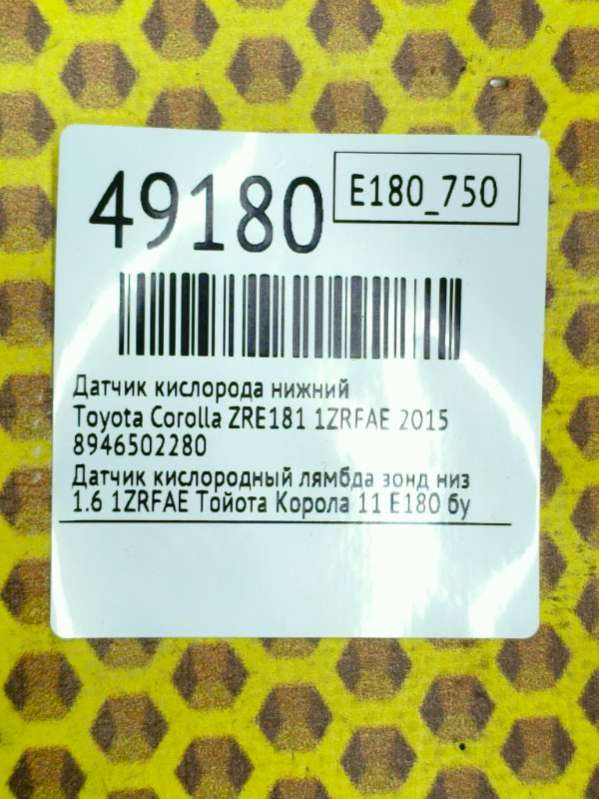 49180
E180_750
Датчик кислорода нижний
Toyota Corolla ZRE181 1ZRFAE 2015
8946502280
Датчик кислородный лямбда зонд низ
1.6 1ZRFAE Тойота Корола 11 E180 бу